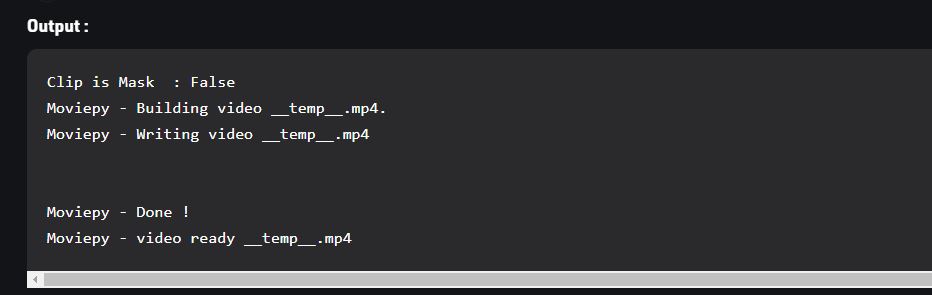 Output :
Clip is Mask  : False
Moviepy - Building video __temp__.mp4.
Moviepy - Writing video __temp__.mp4
Moviepy - Done !
Moviepy - video ready __temp__.mp4